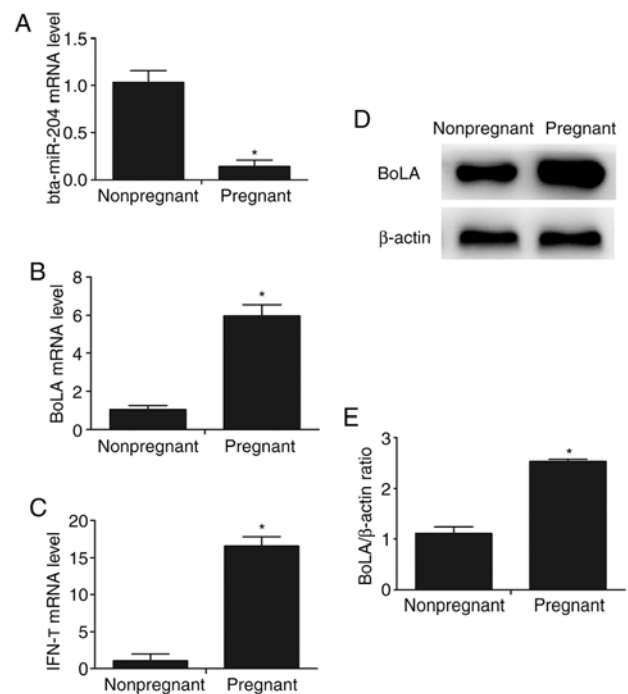 A
bta-miR-204 mRNA level
1.5
1.0
0.5
0.0
*
Nonpregnant Pregnant
B
BoLA mRNA level
8
6
4
2
0
*
Nonpregnant Pregnant
C
IFN-T mRNA level
20
15
10
5
0
*
Nonpregnant Pregnant
D
Nonpregnant Pregnant
BoLA
β-actin
E
BoLA/β-actin ratio
3
2
1
0
*
Nonpregnant Pregnant